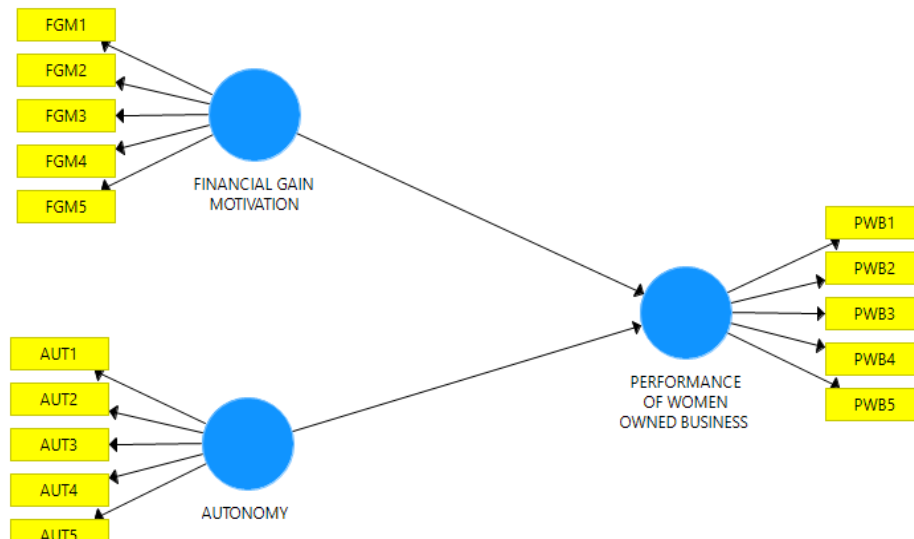 FGM1
FGM2
FGM3
FGM4
FGM5
FINANCIAL GAIN
MOTIVATION
PWB1
PWB2
PWB3
PWB4
PWB5
PERFORMANCE
OF WOMEN
OWNED BUSINESS
AUT1
AUT2
AUT3
AUT4
AUT5
AUTONOMY